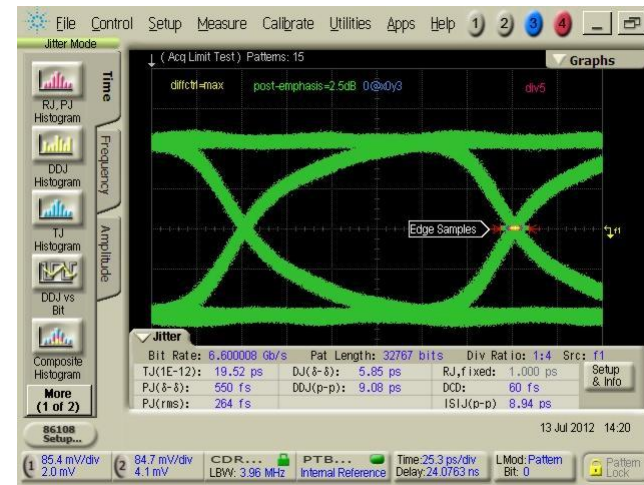 File Control Setup Measure Calibrate Utilities Apps Help 1 2 3 4
Jitter Mode
( Acq Limit Test ) Patterns: 15
Graphs
diffctrl=max post-emphasis=2.5dB 0@x0y3 div5
Time
Frequency
Amplitude
RJ, PJ
Histogram
DDJ
Histogram
TJ
Histogram
DDJ vs
Bit
Composite
Histogram
More
(1 of 2)
Edge Samples
f1
Jitter
Bit Rate: 6.600008 Gb/s Pat Length: 32767 bits Div Ratio: 1:4 Src: f1
TJ(1E-12): 19.52 ps DJ(δ-δ): 5.85 ps RJ,fixed: 1.000 ps
PJ(δ-δ): 550 fs DDJ(p-p): 9.08 ps DCD: 60 fs
PJ(rms): 264 fs ISIJ(p-p) 8.94 ps
Setup
& Info
86108
Setup...
13 Jul 2012 14:20
1 85.4 mV/div
2.0 mV
2 84.7 mV/div
4.1 mV
CDR...
LBW: 3.96 MHz
PTB...
Internal Reference
Time:25.3 ps/div
Delay:24.0763 ns
LMod: Pattern
Bit: 0
Pattern
Lock